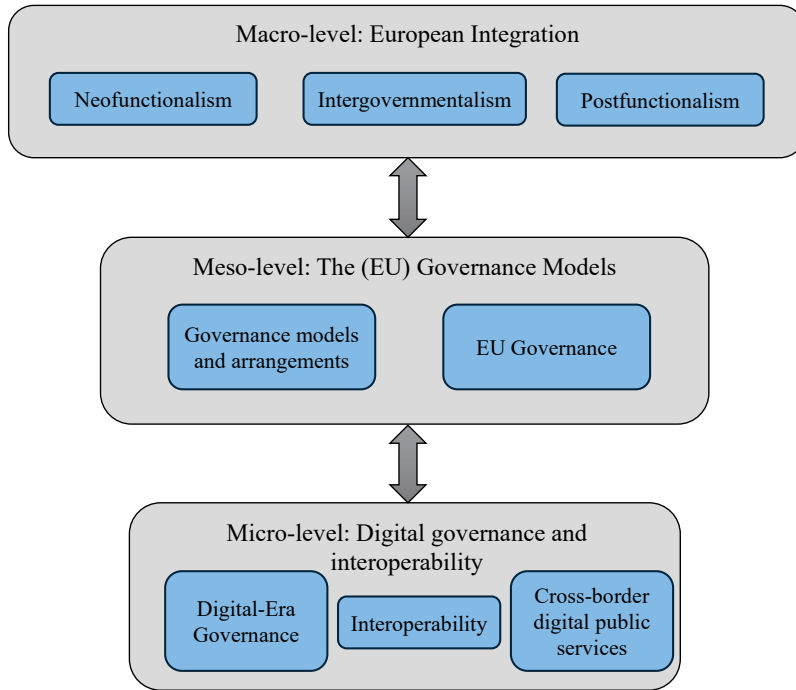 Macro-level: European Integration
Neofunctionalism
Intergovernmentalism
Postfunctionalism
Meso-level: The (EU) Governance Models
Governance models
and arrangements
EU Governance
Micro-level: Digital governance and
interoperability
Digital-Era
Governance
Interoperability
Cross-border
digital public
services